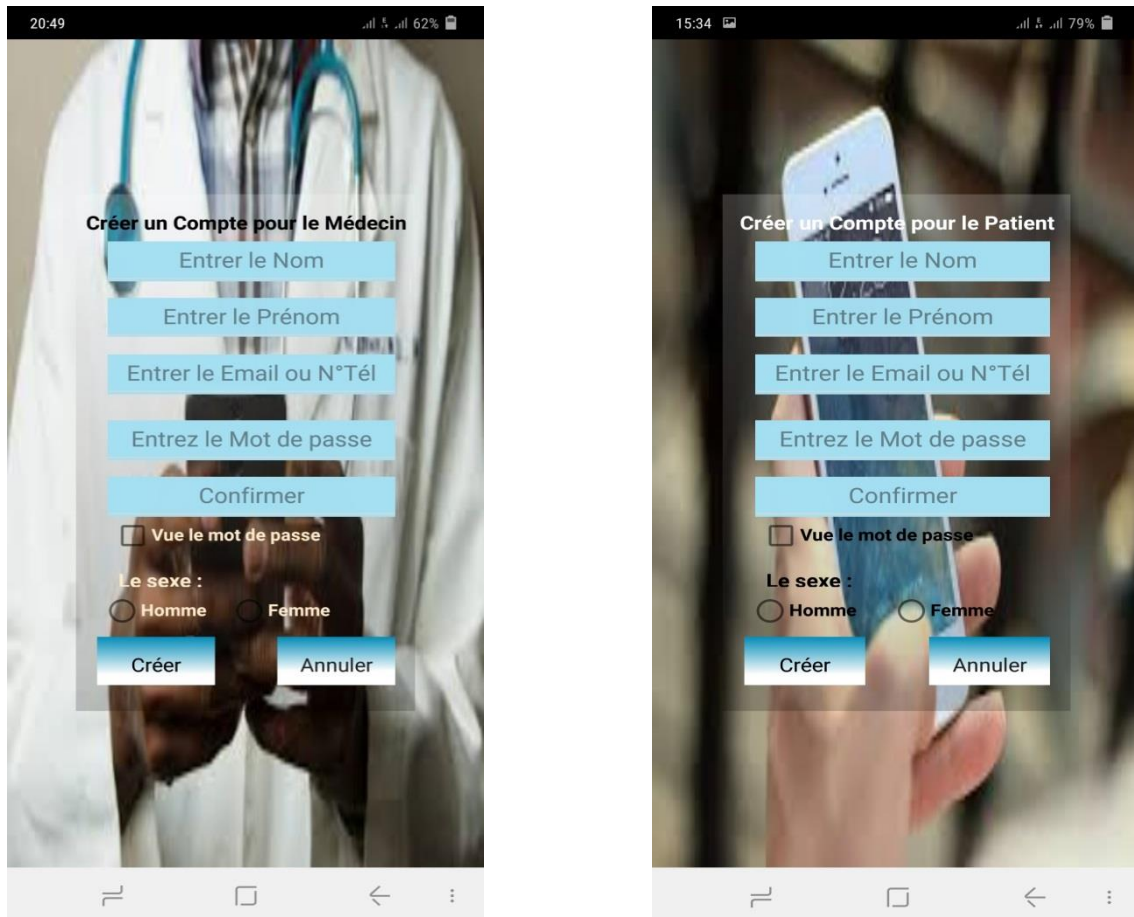 20:49 62%
Créer un Compte pour le Médecin
Entrer le Nom
Entrer le Prénom
Entrer le Email ou N°Tél
Entrez le Mot de passe
Confirmer
Vue le mot de passe
Le sexe :
Homme Femme
Créer Annuler
15:34 79%
Créer un Compte pour le Patient
Entrer le Nom
Entrer le Prénom
Entrer le Email ou N°Tél
Entrez le Mot de passe
Confirmer
Vue le mot de passe
Le sexe :
Homme Femme
Créer Annuler